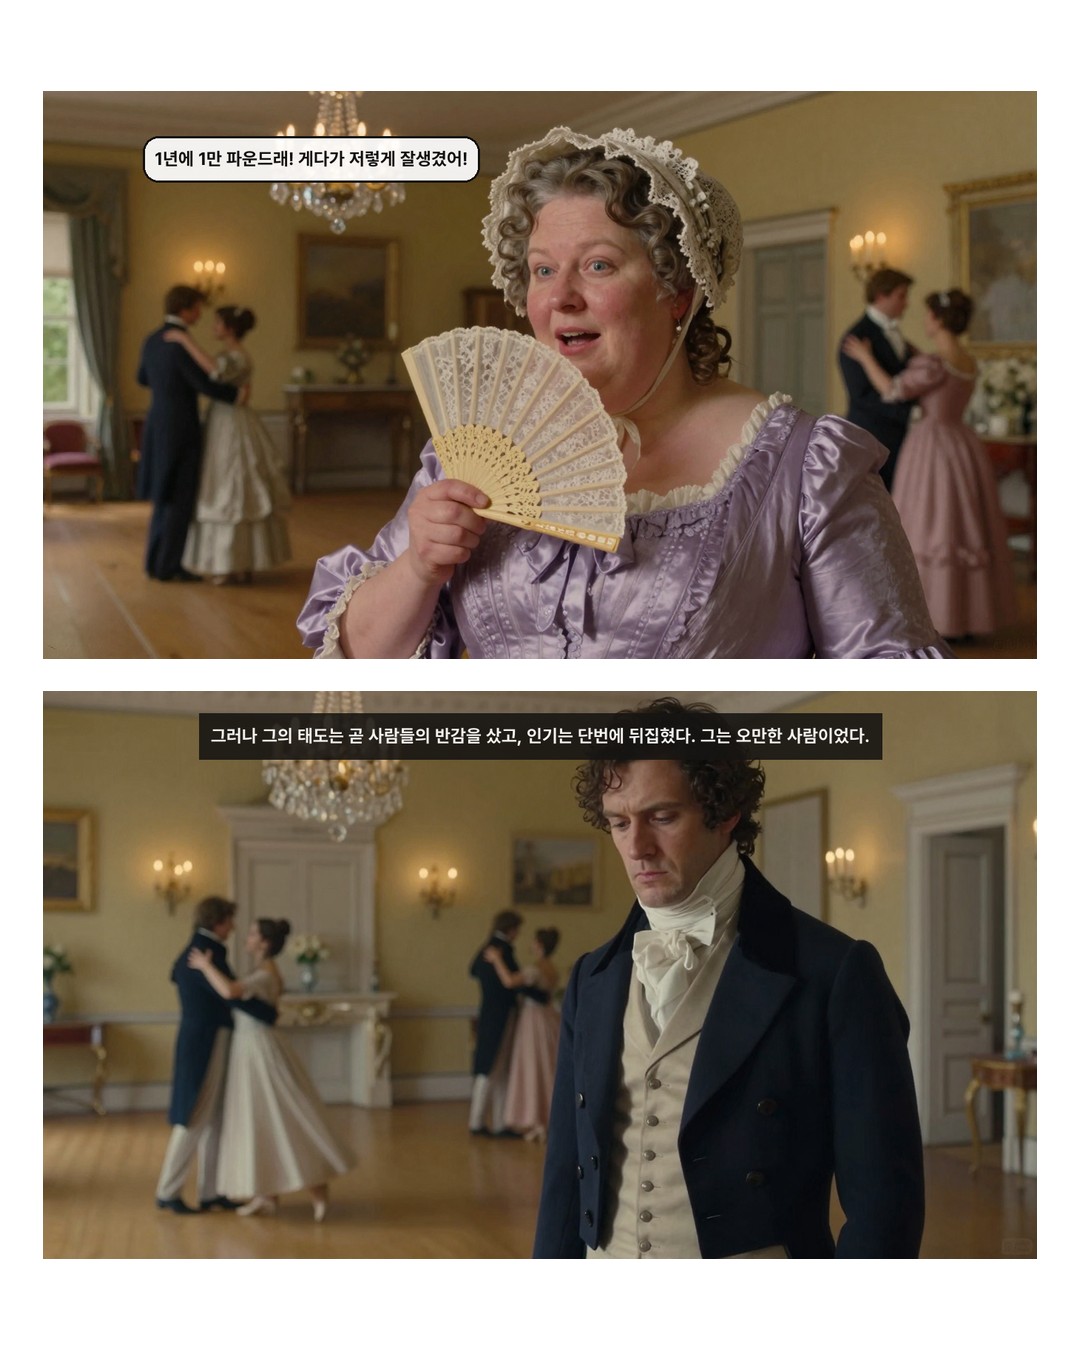 1년에 1만 파운드래! 게다가 저렇게 잘생겼어!
그러나 그의 태도는 곧 사람들의 반감을 샀고, 인기는 단번에 뒤집혔다. 그는 오만한 사람이었다.